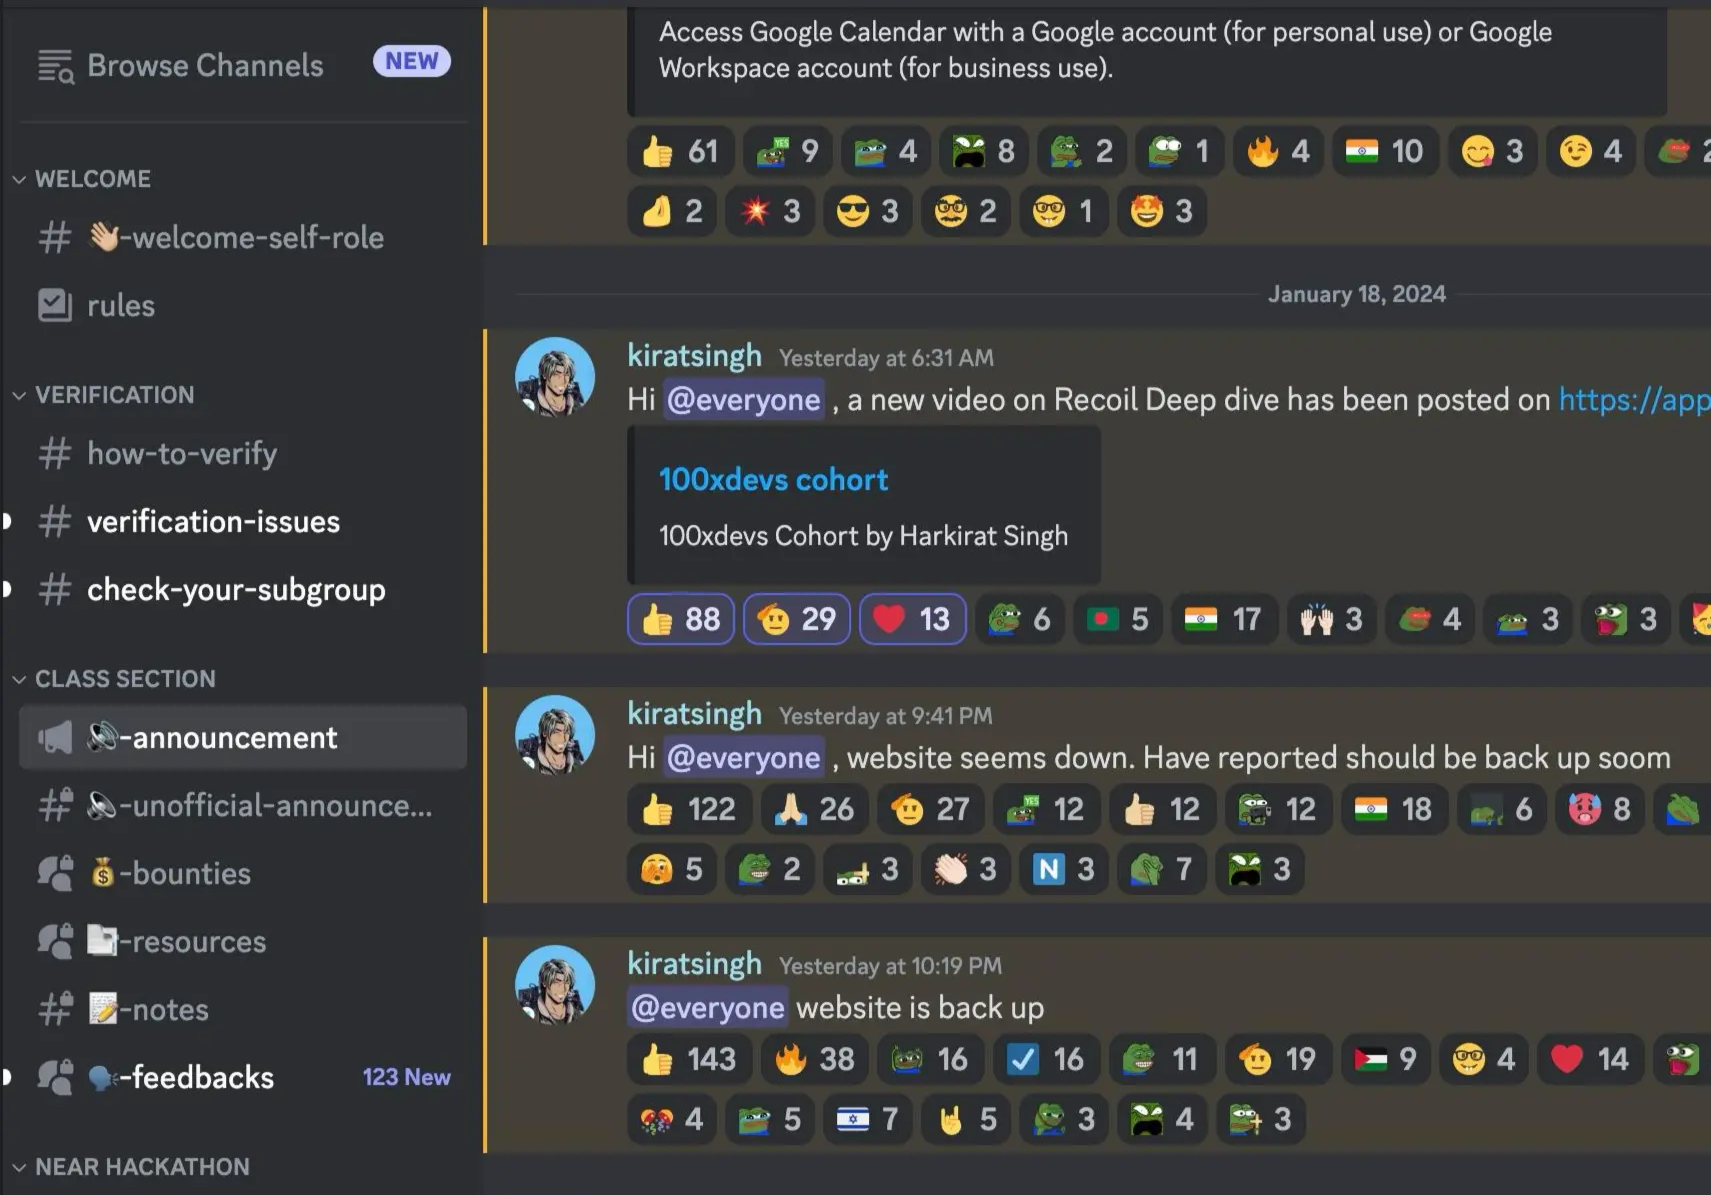 Browse Channels NEW
WELCOME
👋-welcome-self-role
rules
VERIFICATION
how-to-verify
verification-issues
check-your-subgroup
CLASS SECTION
🔊-announcement
🔊-unofficial-announce...
💰-bounties
📑-resources
📝-notes
🗣️-feedbacks 123 New
NEAR HACKATHON
Access Google Calendar with a Google account (for personal use) or Google
Workspace account (for business use).
61 9 4 8 2 1 4 10 3 4
2 3 3 2 1 3
January 18, 2024
kiratsingh Yesterday at 6:31 AM
Hi @everyone , a new video on Recoil Deep dive has been posted on https://app
100xdevs cohort
100xdevs Cohort by Harkirat Singh
88 29 13 6 5 17 3 4 3 3
kiratsingh Yesterday at 9:41 PM
Hi @everyone , website seems down. Have reported should be back up soom
122 26 27 YES 12 12 12 18 6 8
5 2 3 3 N 3 7 3
kiratsingh Yesterday at 10:19 PM
@everyone website is back up
143 38 16 16 11 19 9 4 14
4 5 7 5 3 4 3